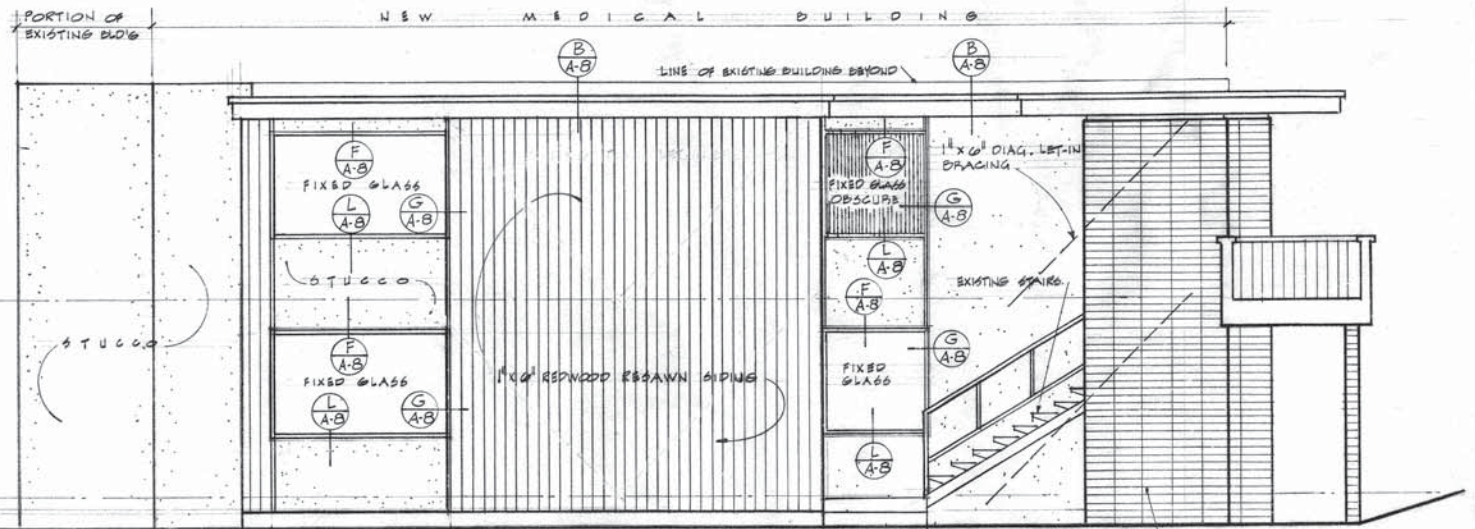 PORTION OF
EXISTING BLD'G
NEW MEDICAL BUILDING
B
A-8
LINE OF EXISTING BUILDING BEYOND
B
A-8
F
A-8
FIXED GLASS
L
A-8
G
A-8
STUCCO
F
A-8
FIXED GLASS
L
A-8
G
A-8
STUCCO
1" X 6" REDWOOD RESAWN SIDING
F
A-8
FIXED GLASS
OBSCURE
G
A-8
L
A-8
F
A-8
G
A-8
FIXED
GLASS
L
A-8
1" X 6" DIAG. LET-IN
BRACING
EXISTING STAIRS